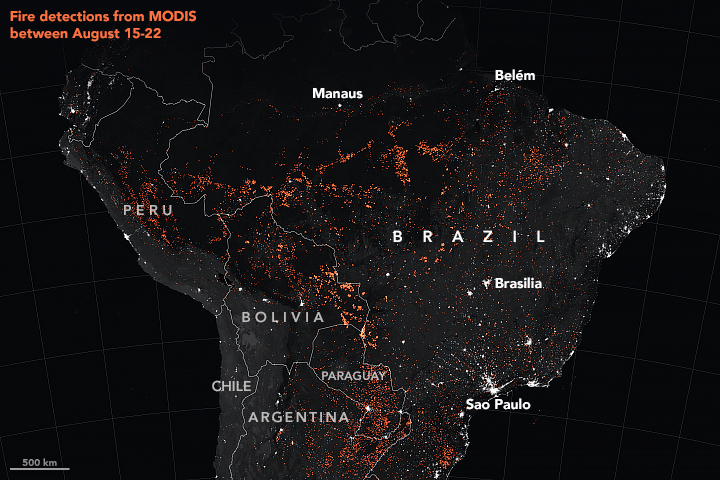 Fire detections from MODIS
between August 15-22
Belém
Manaus
PERU
BRAZIL
Brasilia
BOLIVIA
PARAGUAY
CHILE
Sao Paulo
ARGENTINA
500 km